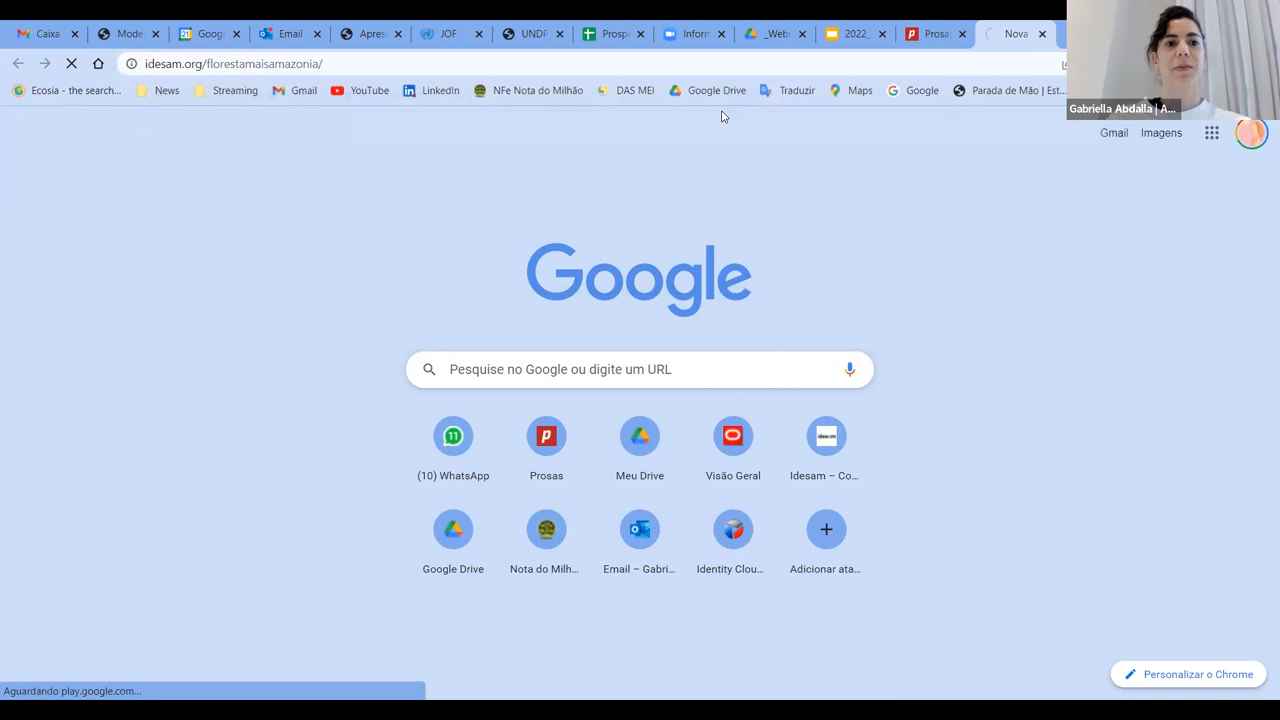 Caixa
Mode
Googl
Email
Apres
JOF
UNDF
Prosp
Inform
_Webi
2022_
Prosa
Nova
idesam.org/florestamaisamazonia/
Ecosia - the search...
News
Streaming
Gmail
YouTube
LinkedIn
NFe Nota do Milhão
DAS MEI
Google Drive
Traduzir
Maps
Google
Parada de Mão | Est...
Gabriella Abdalla | A...
Gmail
Imagens
Google
Pesquise no Google ou digite um URL
11
(10) WhatsApp
Prosas
Meu Drive
Visão Geral
Idesam – Co...
Google Drive
Nota do Milh...
Email – Gabri...
Identity Clou...
Adicionar ata...
Personalizar o Chrome
Aguardando play.google.com...